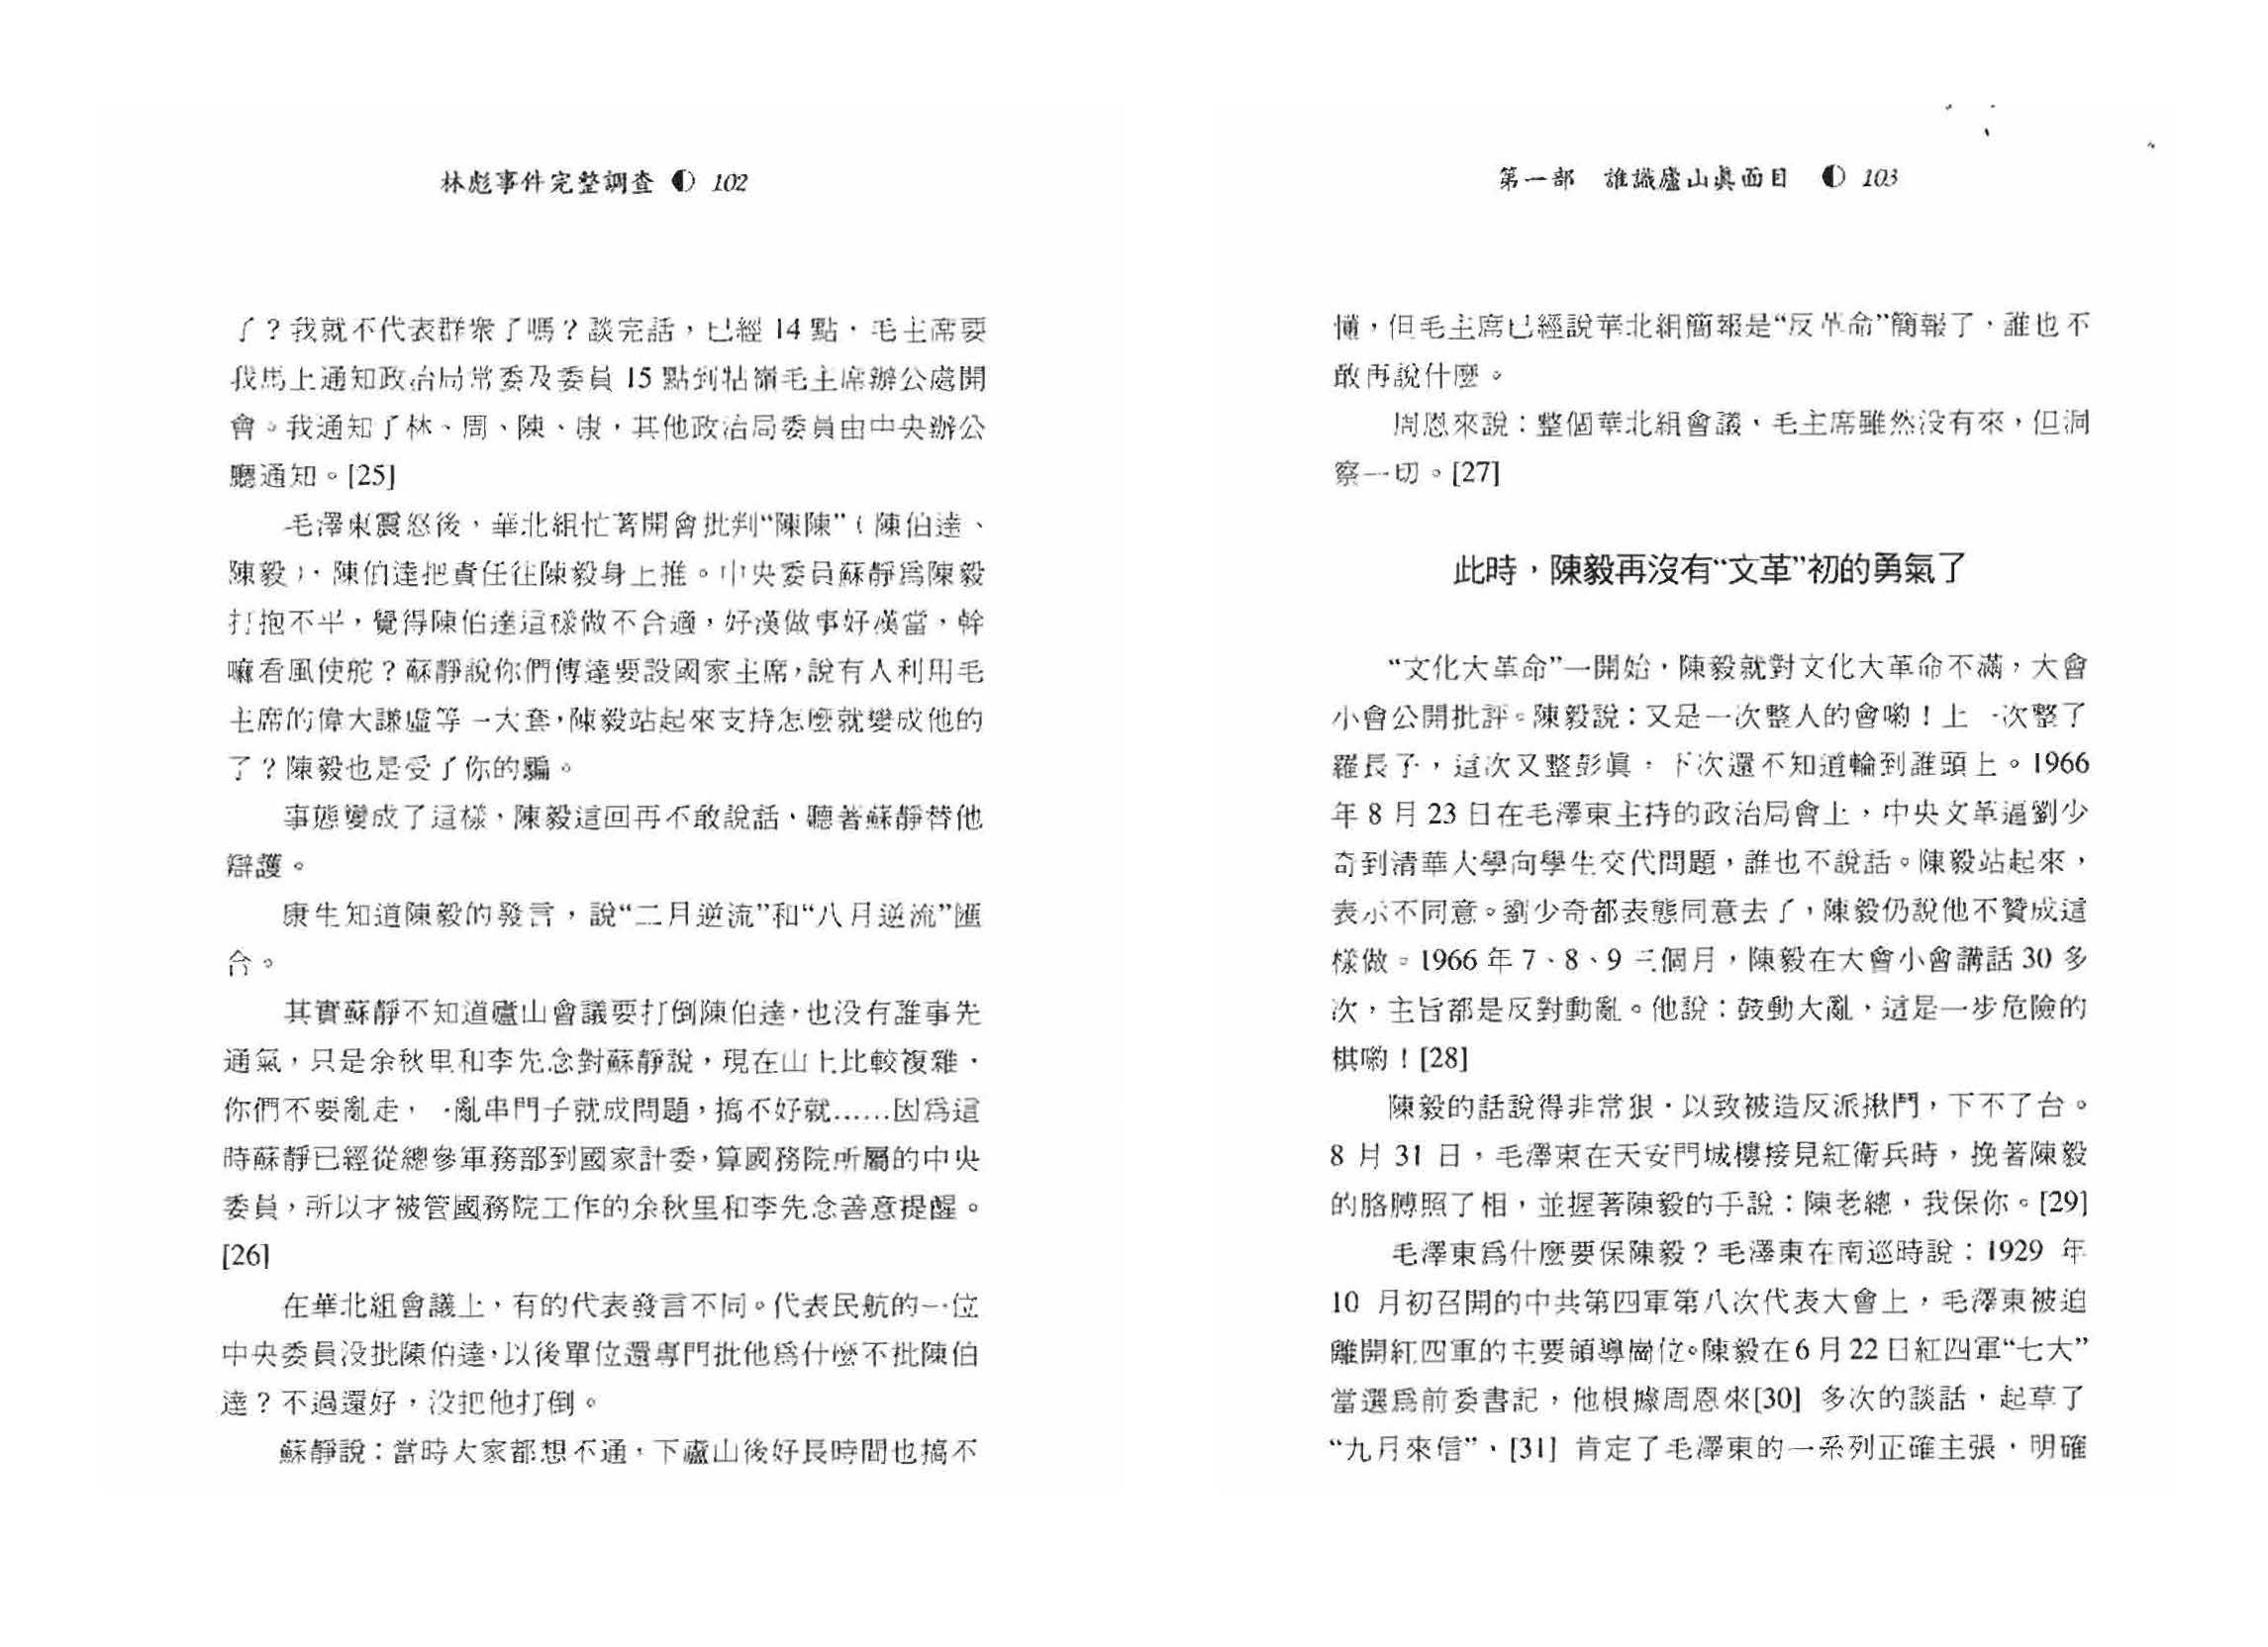 林彪事件完整調查 102
了？我就不代表群衆了嗎？談完話，已經 14 點，毛主席要
我馬上通知政治局常委及委員 15 點到牯嶺毛主席辦公處開
會。我通知了林、周、陳、康，其他政治局委員由中央辦公
廳通知。[25]
毛澤東震怒後，華北組忙著開會批判“陳陳”（陳伯達、
陳毅），陳伯達把責任往陳毅身上推。中央委員蘇靜爲陳毅
打抱不平，覺得陳伯達這樣做不合適，好漢做事好漢當，幹
嘛看風使舵？蘇靜說你們傳達要設國家主席，說有人利用毛
主席的偉大謙虛等一大套，陳毅站起來支持怎麼就變成他的
了？陳毅也是受了你的騙。
事態變成了這樣，陳毅這回再不敢說話，聽著蘇靜替他
辯護。
康生知道陳毅的發言，說“二月逆流”和“八月逆流”匯
合。
其實蘇靜不知道廬山會議要打倒陳伯達，也没有誰事先
通氣，只是余秋里和李先念對蘇靜說，現在山上比較複雜，
你們不要亂走，一亂串門子就成問題，搞不好就……因爲這
時蘇靜已經從總參軍務部到國家計委，算國務院所屬的中央
委員，所以才被管國務院工作的余秋里和李先念善意提醒。
[26]
在華北組會議上，有的代表發言不同。代表民航的一位
中央委員没批陳伯達，以後單位還專門批他爲什麼不批陳伯
達？不過還好，没把他打倒。
蘇靜說：當時大家都想不通，下廬山後好長時間也搞不
第一部 誰識廬山眞面目 103
懂，但毛主席已經說華北組簡報是“反革命”簡報了，誰也不
敢再說什麼。
周恩來說：整個華北組會議，毛主席雖然没有來，但洞
察一切。[27]
此時，陳毅再沒有“文革”初的勇氣了
“文化大革命”一開始，陳毅就對文化大革命不滿，大會
小會公開批評。陳毅說：又是一次整人的會喲！上一次整了
羅長子，這次又整彭眞，下次還不知道輪到誰頭上。1966
年 8 月 23 日在毛澤東主持的政治局會上，中央文革逼劉少
奇到清華大學向學生交代問題，誰也不說話。陳毅站起來，
表示不同意。劉少奇都表態同意去了，陳毅仍說他不贊成這
樣做。1966 年 7、8、9 三個月，陳毅在大會小會講話 30 多
次，主旨都是反對動亂。他說：鼓動大亂，這是一步危險的
棋喲！[28]
陳毅的話說得非常狠，以致被造反派揪鬥，下不了台。
8 月 31 日，毛澤東在天安門城樓接見紅衛兵時，挽著陳毅
的胳膊照了相，並握著陳毅的手說：陳老總，我保你。[29]
毛澤東爲什麼要保陳毅？毛澤東在南巡時說：1929 年
10 月初召開的中共第四軍第八次代表大會上，毛澤東被迫
離開紅四軍的主要領導崗位。陳毅在 6 月 22 日紅四軍“七大”
當選爲前委書記，他根據周恩來[30] 多次的談話，起草了
“九月來信”，[31] 肯定了毛澤東的一系列正確主張，明確